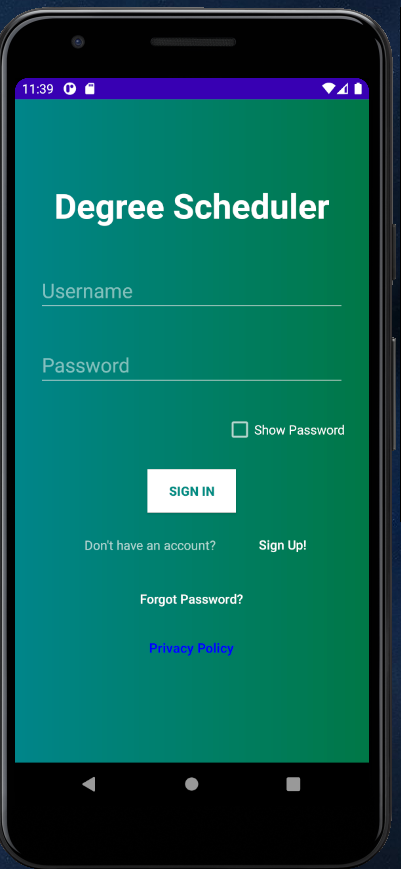 11:39
Degree Scheduler
Username
Password
Show Password
SIGN IN
Don't have an account? Sign Up!
Forgot Password?
Privacy Policy